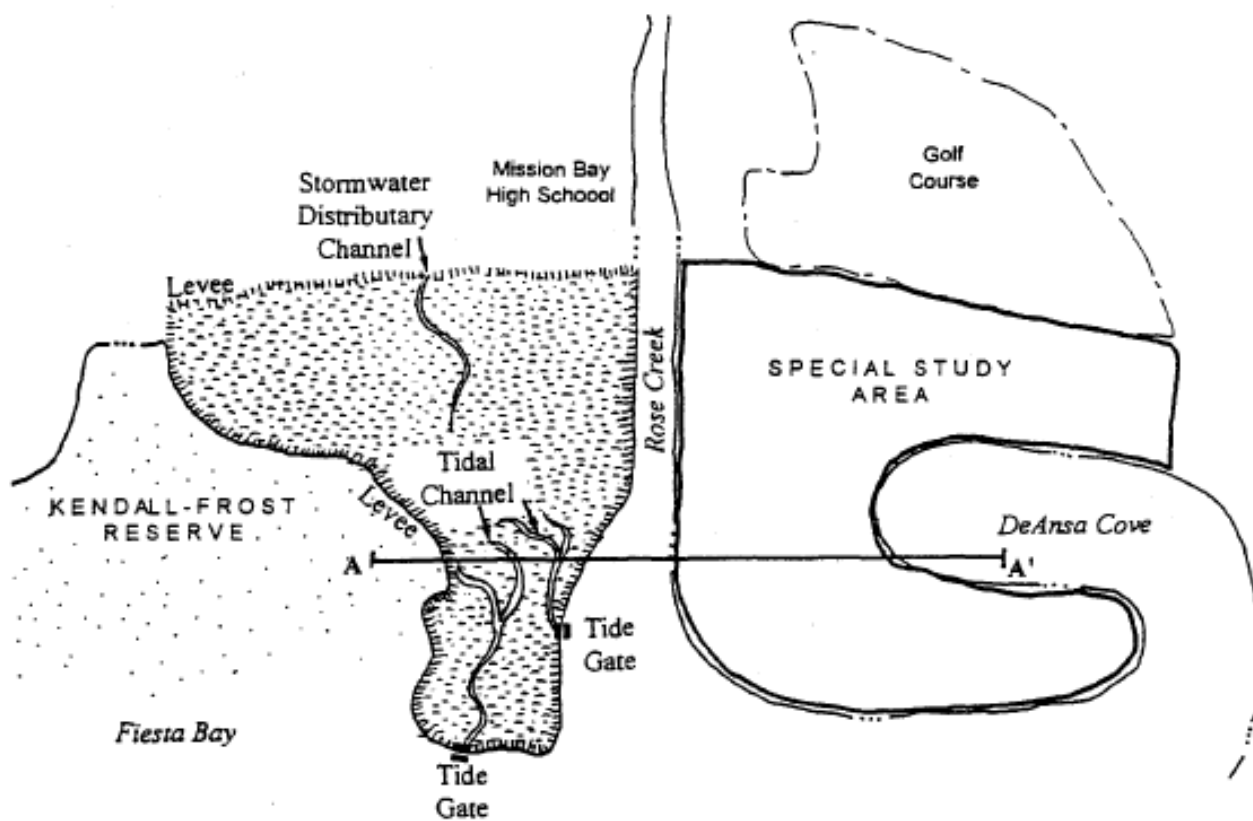 Golf
Course
Mission Bay
High Schoool
Stormwater
Distributary
Channel
Levee
Rose Creek
SPECIAL STUDY
AREA
Tidal
Channel
Levee
KENDALL-FROST
RESERVE
DeAnsa Cove
A
A'
Tide
Gate
Fiesta Bay
Tide
Gate